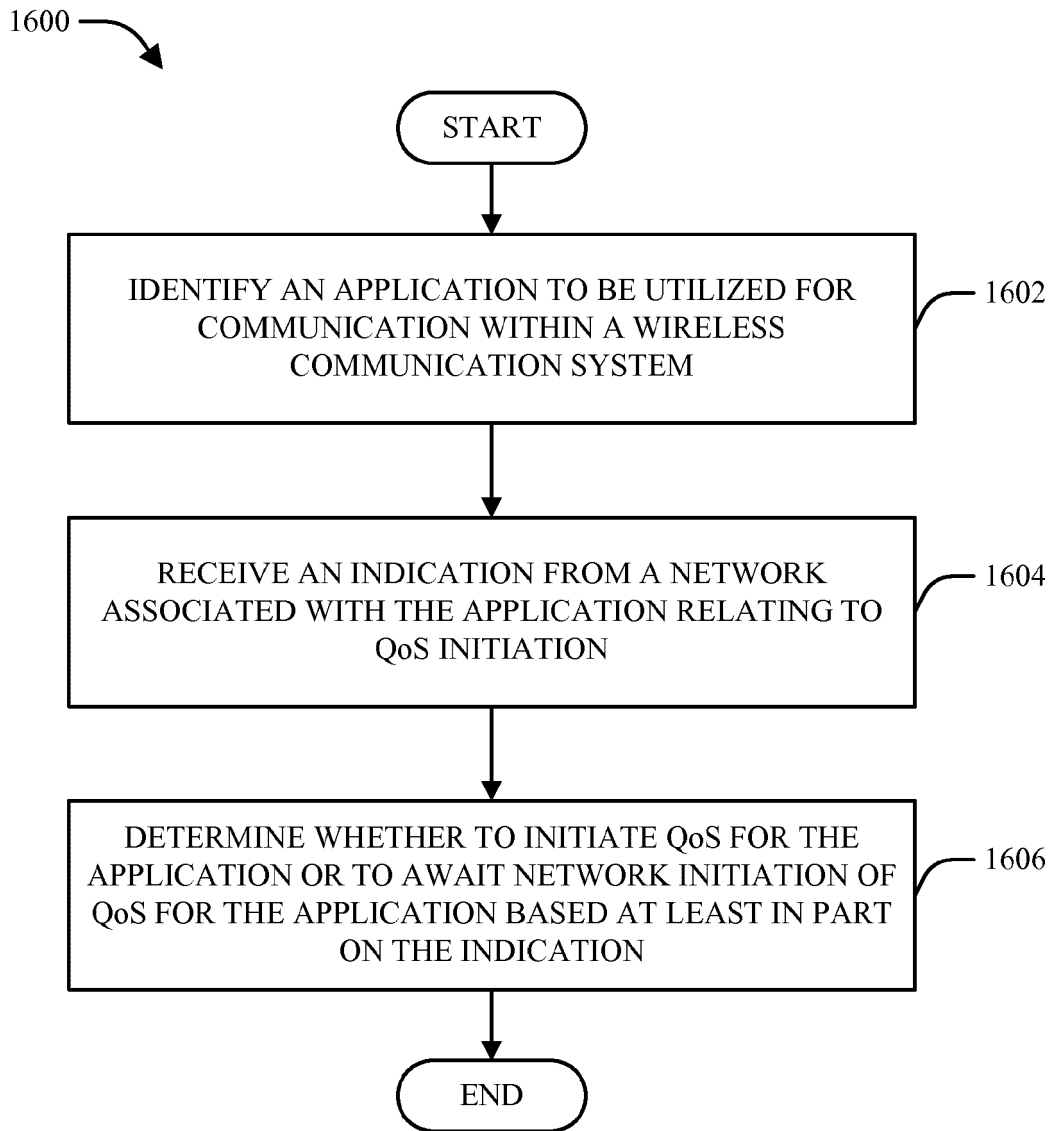 1600
START
IDENTIFY AN APPLICATION TO BE UTILIZED FOR
COMMUNICATION WITHIN A WIRELESS
COMMUNICATION SYSTEM
1602
RECEIVE AN INDICATION FROM A NETWORK
ASSOCIATED WITH THE APPLICATION RELATING TO
QoS INITIATION
1604
DETERMINE WHETHER TO INITIATE QoS FOR THE
APPLICATION OR TO AWAIT NETWORK INITIATION OF
QoS FOR THE APPLICATION BASED AT LEAST IN PART
ON THE INDICATION
1606
END